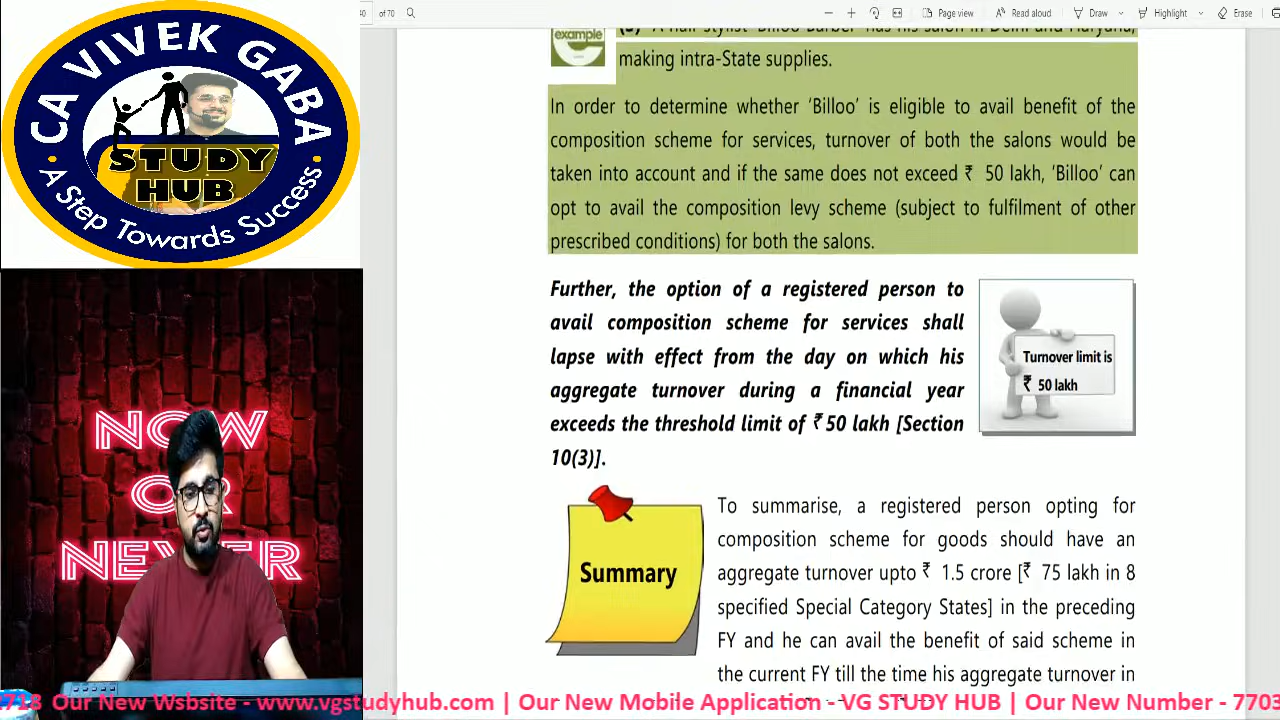 CA VIVEK GABA
STUDY
HUB
• A Step Towards Success •
NOW
OR
NEVER
of 70
Page view
Read aloud
Draw
Highlight
Erase
example
making intra-State supplies.
In order to determine whether ‘Billoo’ is eligible to avail benefit of the
composition scheme for services, turnover of both the salons would be
taken into account and if the same does not exceed ₹ 50 lakh, ‘Billoo’ can
opt to avail the composition levy scheme (subject to fulfilment of other
prescribed conditions) for both the salons.
Further, the option of a registered person to
avail composition scheme for services shall
lapse with effect from the day on which his
aggregate turnover during a financial year
exceeds the threshold limit of ₹ 50 lakh [Section
10(3)].
Turnover limit is
₹ 50 lakh
Summary
To summarise, a registered person opting for
composition scheme for goods should have an
aggregate turnover upto ₹ 1.5 crore [₹ 75 lakh in 8
specified Special Category States] in the preceding
FY and he can avail the benefit of said scheme in
the current FY till the time his aggregate turnover in
718 Our New Wsbsite - www.vgstudyhub.com | Our New Mobile Application - VG STUDY HUB | Our New Number - 7703